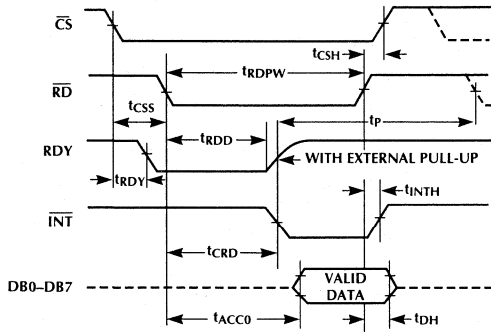 CS
tCSH
tRDPW
RD
tCSS
tRDD
tP
RDY
WITH EXTERNAL PULL-UP
tRDY
tINTH
INT
tCRD
DB0–DB7
VALID
DATA
tACC0
tDH